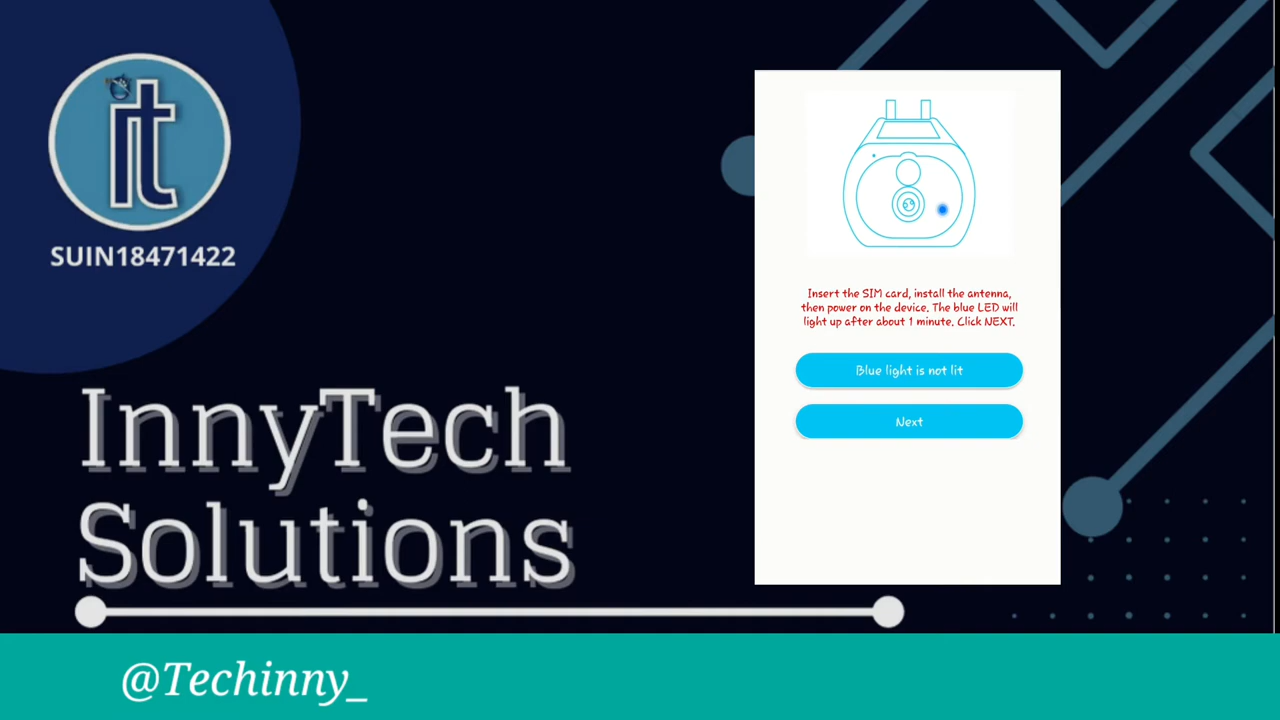 it
SUIN18471422
InnyTech
Solutions
@Techinny_
Insert the SIM card, install the antenna,
then power on the device. The blue LED will
light up after about 1 minute. Click NEXT.
Blue light is not lit
Next